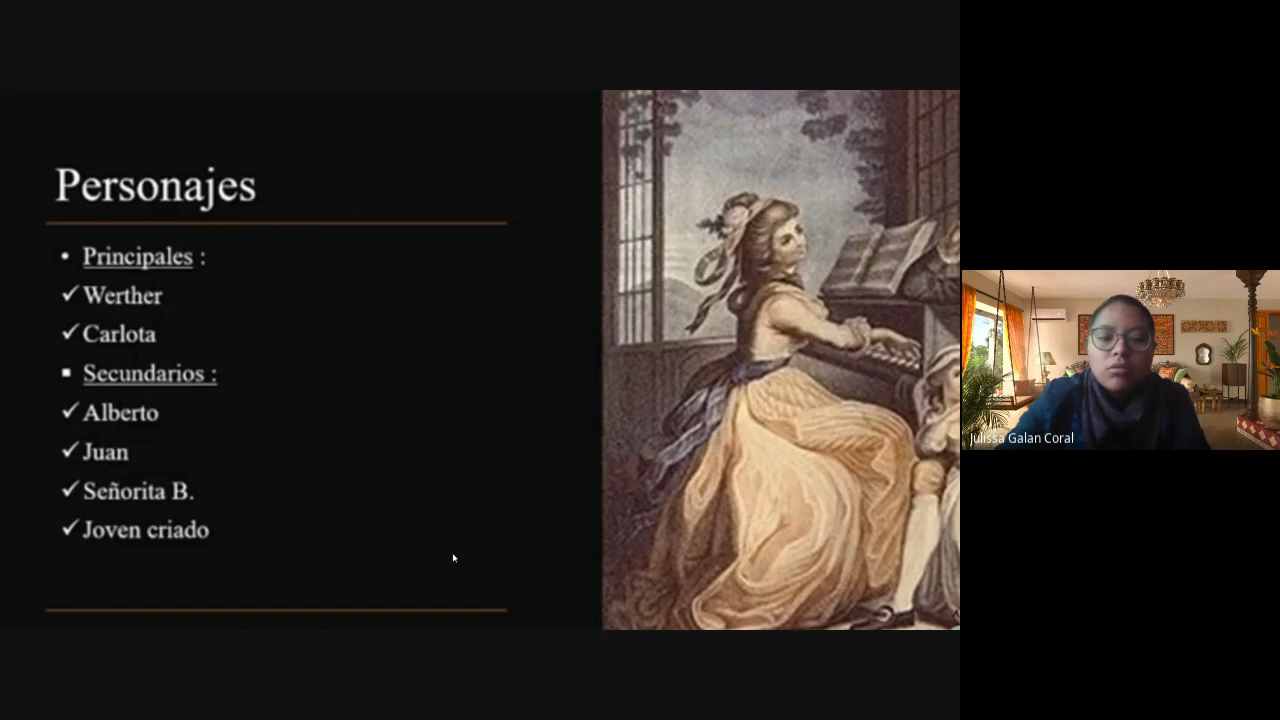 Personajes
• Principales :
✓ Werther
✓ Carlota
▪ Secundarios :
✓ Alberto
✓ Juan
✓ Señorita B.
✓ Joven criado
Julissa Galan Coral